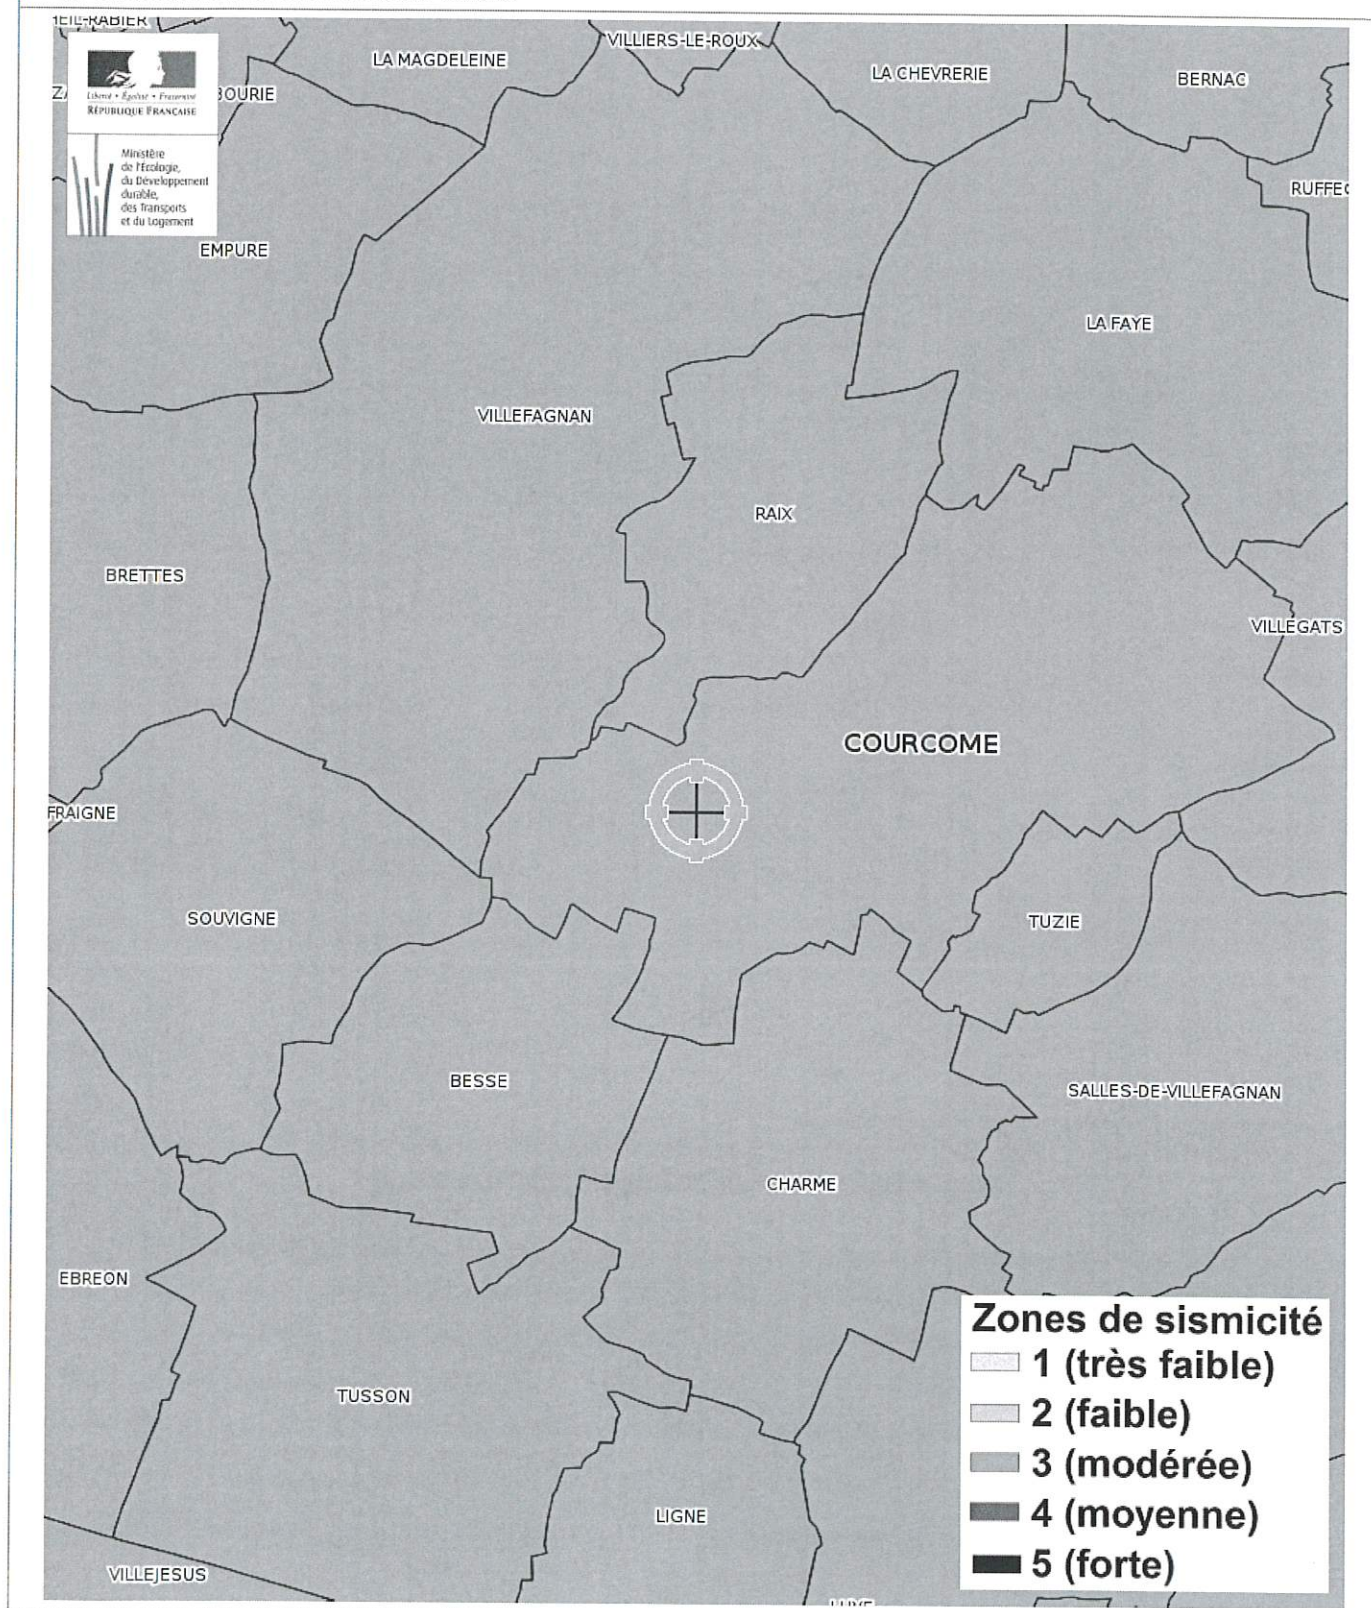 LA MAGDELEINE
VILLIERS-LE-ROUX
LA CHEVRERIE
BERNAC
Liberté • Égalité • Fraternité
RÉPUBLIQUE FRANÇAISE
BOURIE
Ministère
de l'Écologie,
du Développement
durable,
des Transports
et du Logement
RUFFEC
EMPURE
LA FAYE
VILLEFAGNAN
RAIX
BRETTES
VILLEGATS
COURCOME
FRAIGNE
SOUVIGNE
TUZIE
BESSE
SALLES-DE-VILLEFAGNAN
CHARME
EBREON
TUSSON
LIGNE
VILLEJESUS
Zones de sismicité
1 (très faible)
2 (faible)
3 (modérée)
4 (moyenne)
5 (forte)